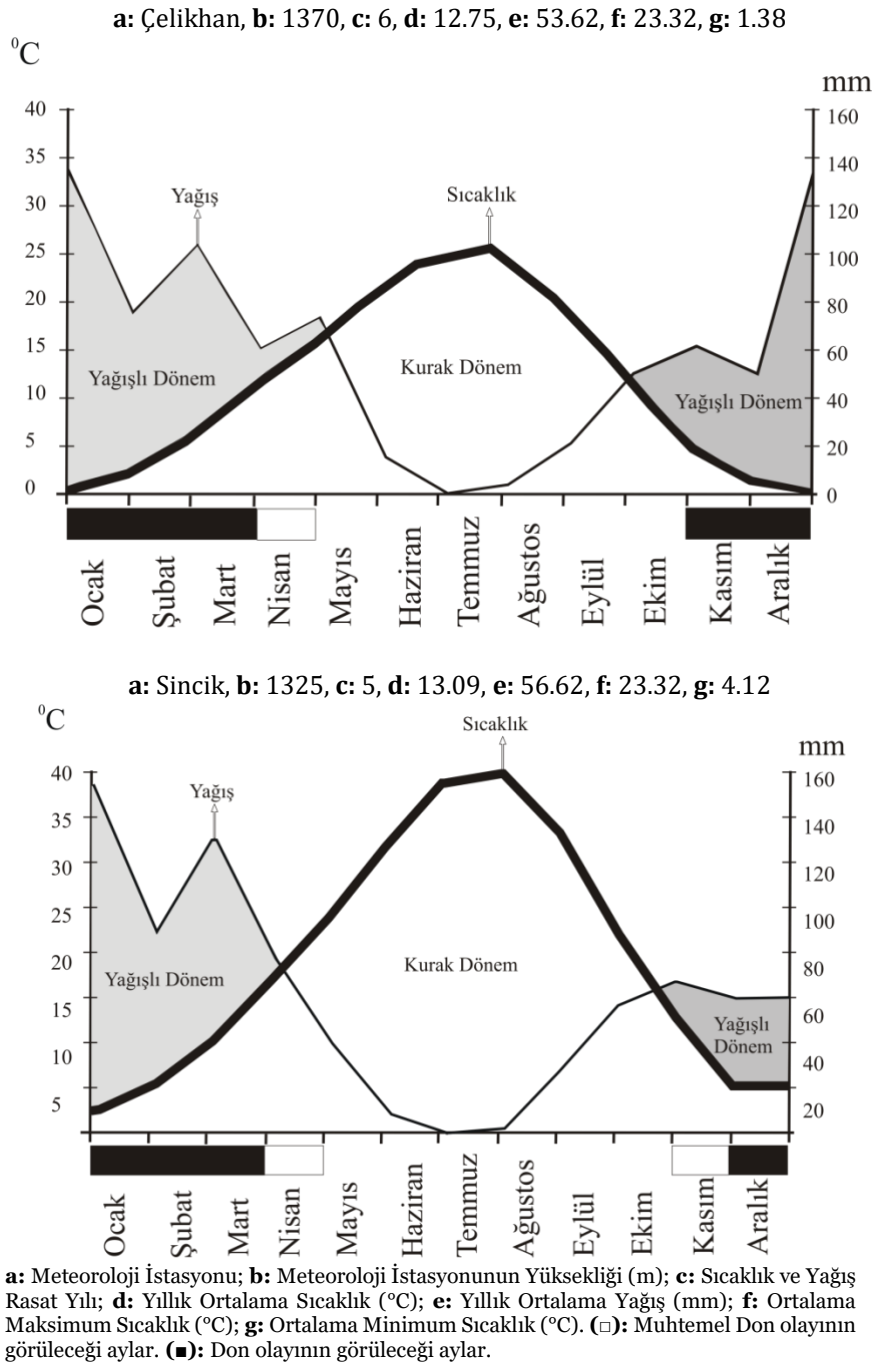 a: Çelikhan, b: 1370, c: 6, d: 12.75, e: 53.62, f: 23.32, g: 1.38
⁰C
mm
40
35
30
25
20
15
10
5
0
160
140
120
100
80
60
40
20
0
Yağış
Sıcaklık
Yağışlı Dönem
Kurak Dönem
Yağışlı Dönem
Ocak
Şubat
Mart
Nisan
Mayıs
Haziran
Temmuz
Ağustos
Eylül
Ekim
Kasım
Aralık
a: Sincik, b: 1325, c: 5, d: 13.09, e: 56.62, f: 23.32, g: 4.12
⁰C
mm
40
35
30
25
20
15
10
5
160
140
120
100
80
60
40
20
Sıcaklık
Yağış
Yağışlı Dönem
Kurak Dönem
Yağışlı
Dönem
Ocak
Şubat
Mart
Nisan
Mayıs
Haziran
Temmuz
Ağustos
Eylül
Ekim
Kasım
Aralık
a: Meteoroloji İstasyonu; b: Meteoroloji İstasyonunun Yüksekliği (m); c: Sıcaklık ve Yağış
Rasat Yılı; d: Yıllık Ortalama Sıcaklık (°C); e: Yıllık Ortalama Yağış (mm); f: Ortalama
Maksimum Sıcaklık (°C); g: Ortalama Minimum Sıcaklık (°C). (□): Muhtemel Don olayının
görüleceği aylar. (■): Don olayının görüleceği aylar.